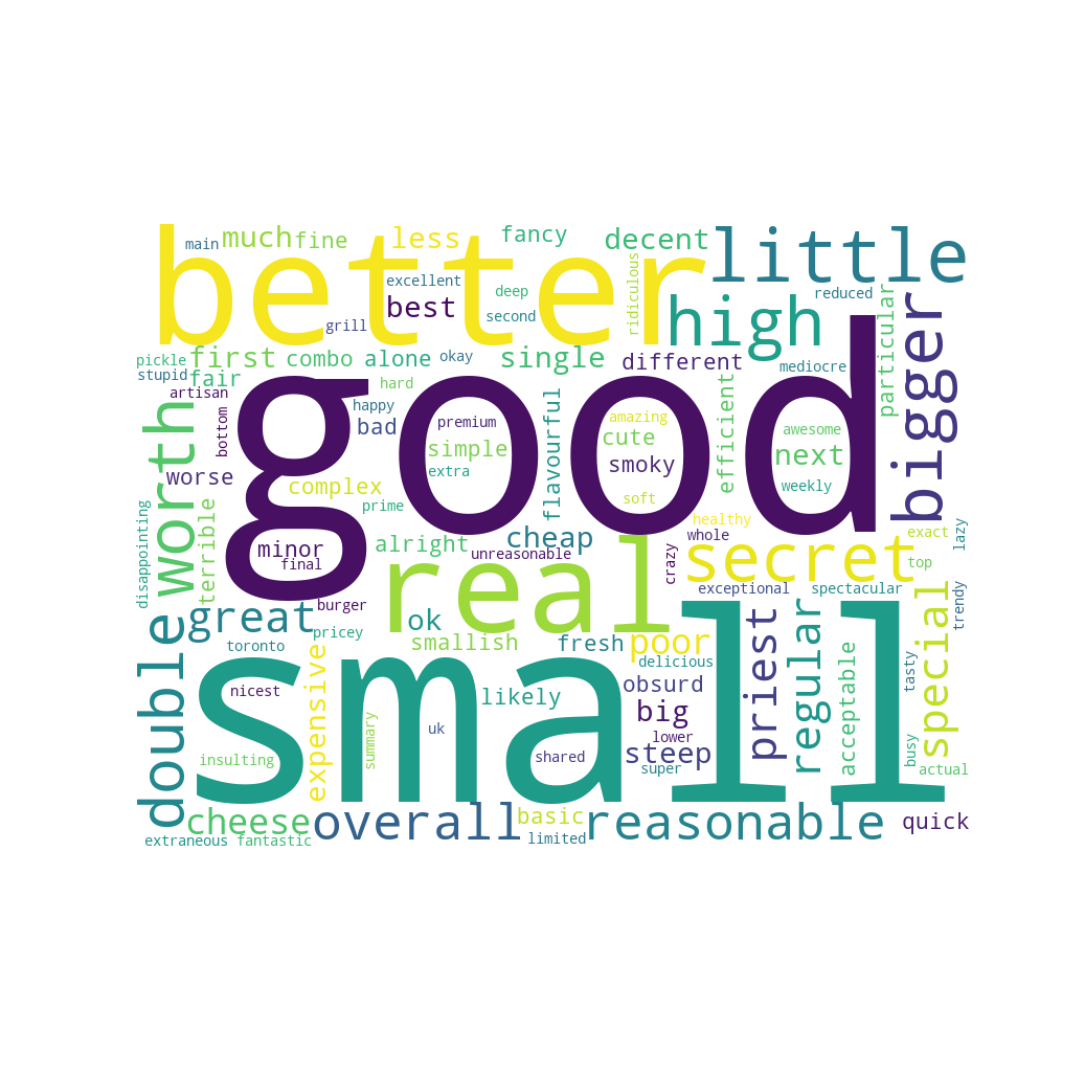 better
main
much
fine
less
fancy
decent
little
excellent
best
deep
second
ridiculous
high
reduced
particular
bigger
grill
pickle
first
combo
alone
okay
single
different
mediocre
stupid
fair
artisan
hard
good
happy
bad
bottom
premium
simple
extra
flavourful
amazing
cute
smoky
soft
efficient
awesome
next
weekly
worth
worse
complex
prime
terrible
disappointing
minor
final
alright
unreasonable
cheap
healthy
whole
crazy
secret
exact
top
lazy
real
exceptional
spectacular
trendy
great
burger
pricey
toronto
ok
smallish
fresh
poor
delicious
priest
regular
acceptable
special
tasty
double
expensive
nicest
small
likely
obsurd
big
lower
steep
uk
summary
insulting
shared
super
busy
actual
cheese
overall
basic
limited
reasonable
quick
extraneous
fantastic